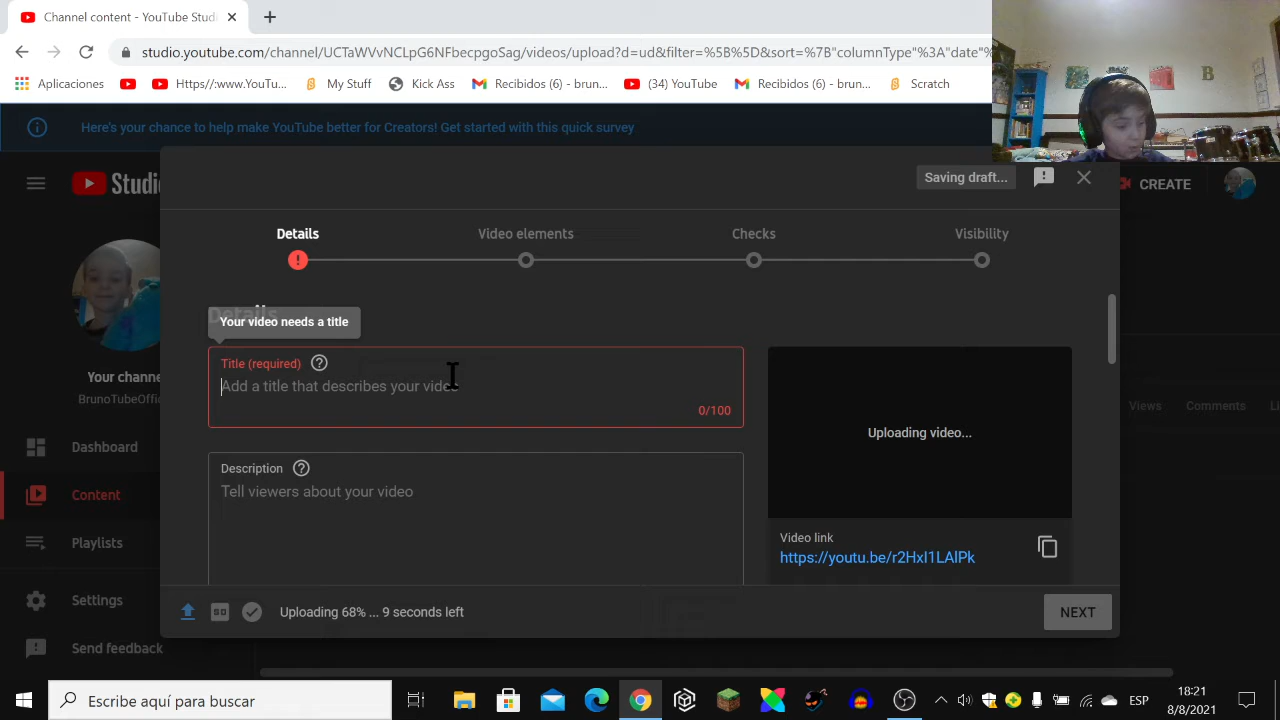 Channel content - YouTube Studi
studio.youtube.com/channel/UCTaWVvNCLpG6NFbecpgoSag/videos/upload?d=ud&filter=%5B%5D&sort=%7B"columnType"%3A"date"%
Aplicaciones
Https//:www.YouTu...
My Stuff
Kids Ass
Recibidos (6) - brun...
(34) YouTube
Recibidos (6) - brun...
Scratch
B
Here's your chance to help make YouTube better for Creators! Get started with this quick survey
Studio
Saving draft...
CREATE
Details
Video elements
Checks
Visibility
Details
Your video needs a title
Title (required)
Add a title that describes your video
0/100
Uploading video...
Description
Tell viewers about your video
Video link
https://youtu.be/r2HxI1LAlPk
Your channe
BrunoTubeOffi
Dashboard
Content
Playlists
Settings
Send feedback
Views
Comments
Li
Uploading 68% ... 9 seconds left
NEXT
Escribe aquí para buscar
ESP
18:21
8/8/2021